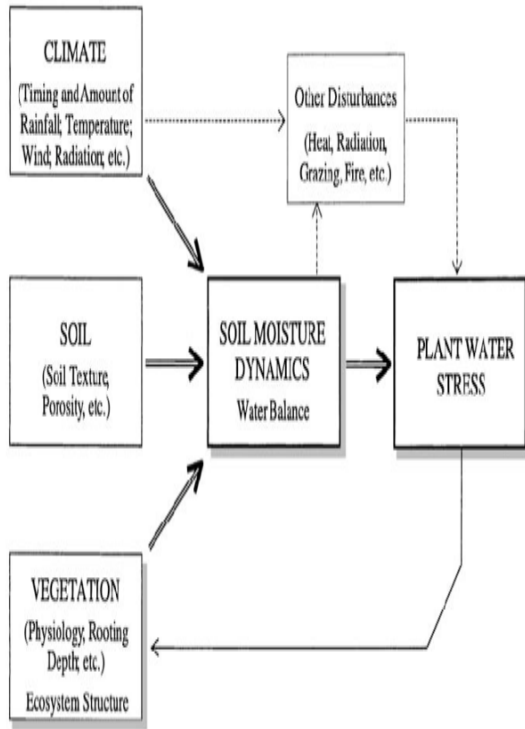 CLIMATE
(Timing and Amount of
Rainfall; Temperature;
Wind; Radiation; etc.)
Other Disturbances
(Heat, Radiation,
Grazing, Fire, etc.)
SOIL
(Soil Texture,
Porosity, etc.)
SOIL MOISTURE
DYNAMICS
Water Balance
PLANT WATER
STRESS
VEGETATION
(Physiology, Rooting
Depth; etc.)
Ecosystem Structure